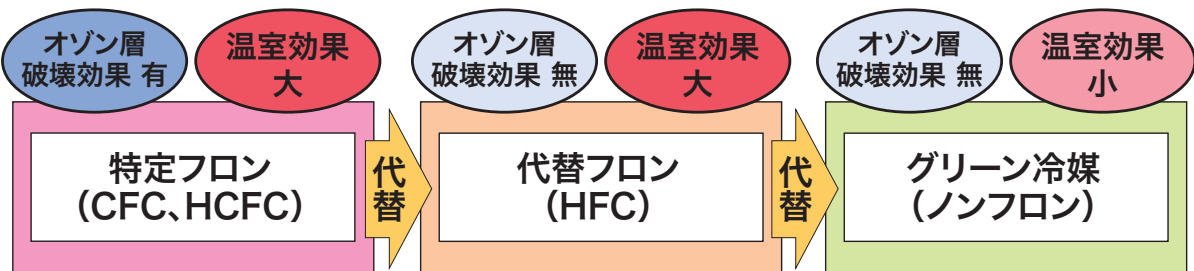 オゾン層
破壊効果 有
温室効果
大
特定フロン
（CFC、HCFC）
代替
オゾン層
破壊効果 無
温室効果
大
代替フロン
（HFC）
代替
オゾン層
破壊効果 無
温室効果
小
グリーン冷媒
（ノンフロン）